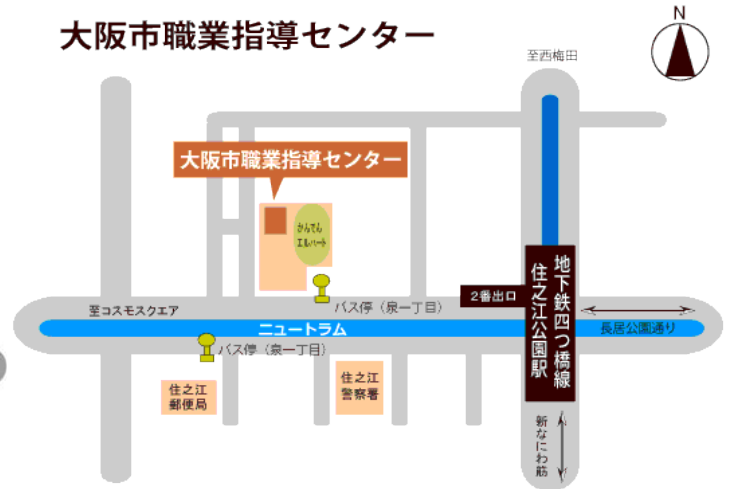 大阪市職業指導センター
N
至西梅田
大阪市職業指導センター
かんでん
エルハート
2番出口
地下鉄四つ橋線
住之江公園駅
至コスモスクエア
バス停（泉一丁目）
ニュートラム
長居公園通り
バス停（泉一丁目）
住之江
郵便局
住之江
警察署
新なにわ筋